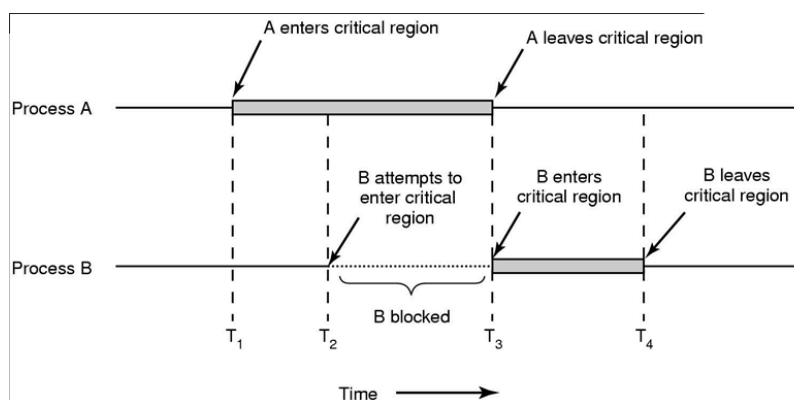 A enters critical region
A leaves critical region
Process A
B attempts to
enter critical
region
B enters
critical region
B leaves
critical region
Process B
B blocked
T1
T2
T3
T4
Time